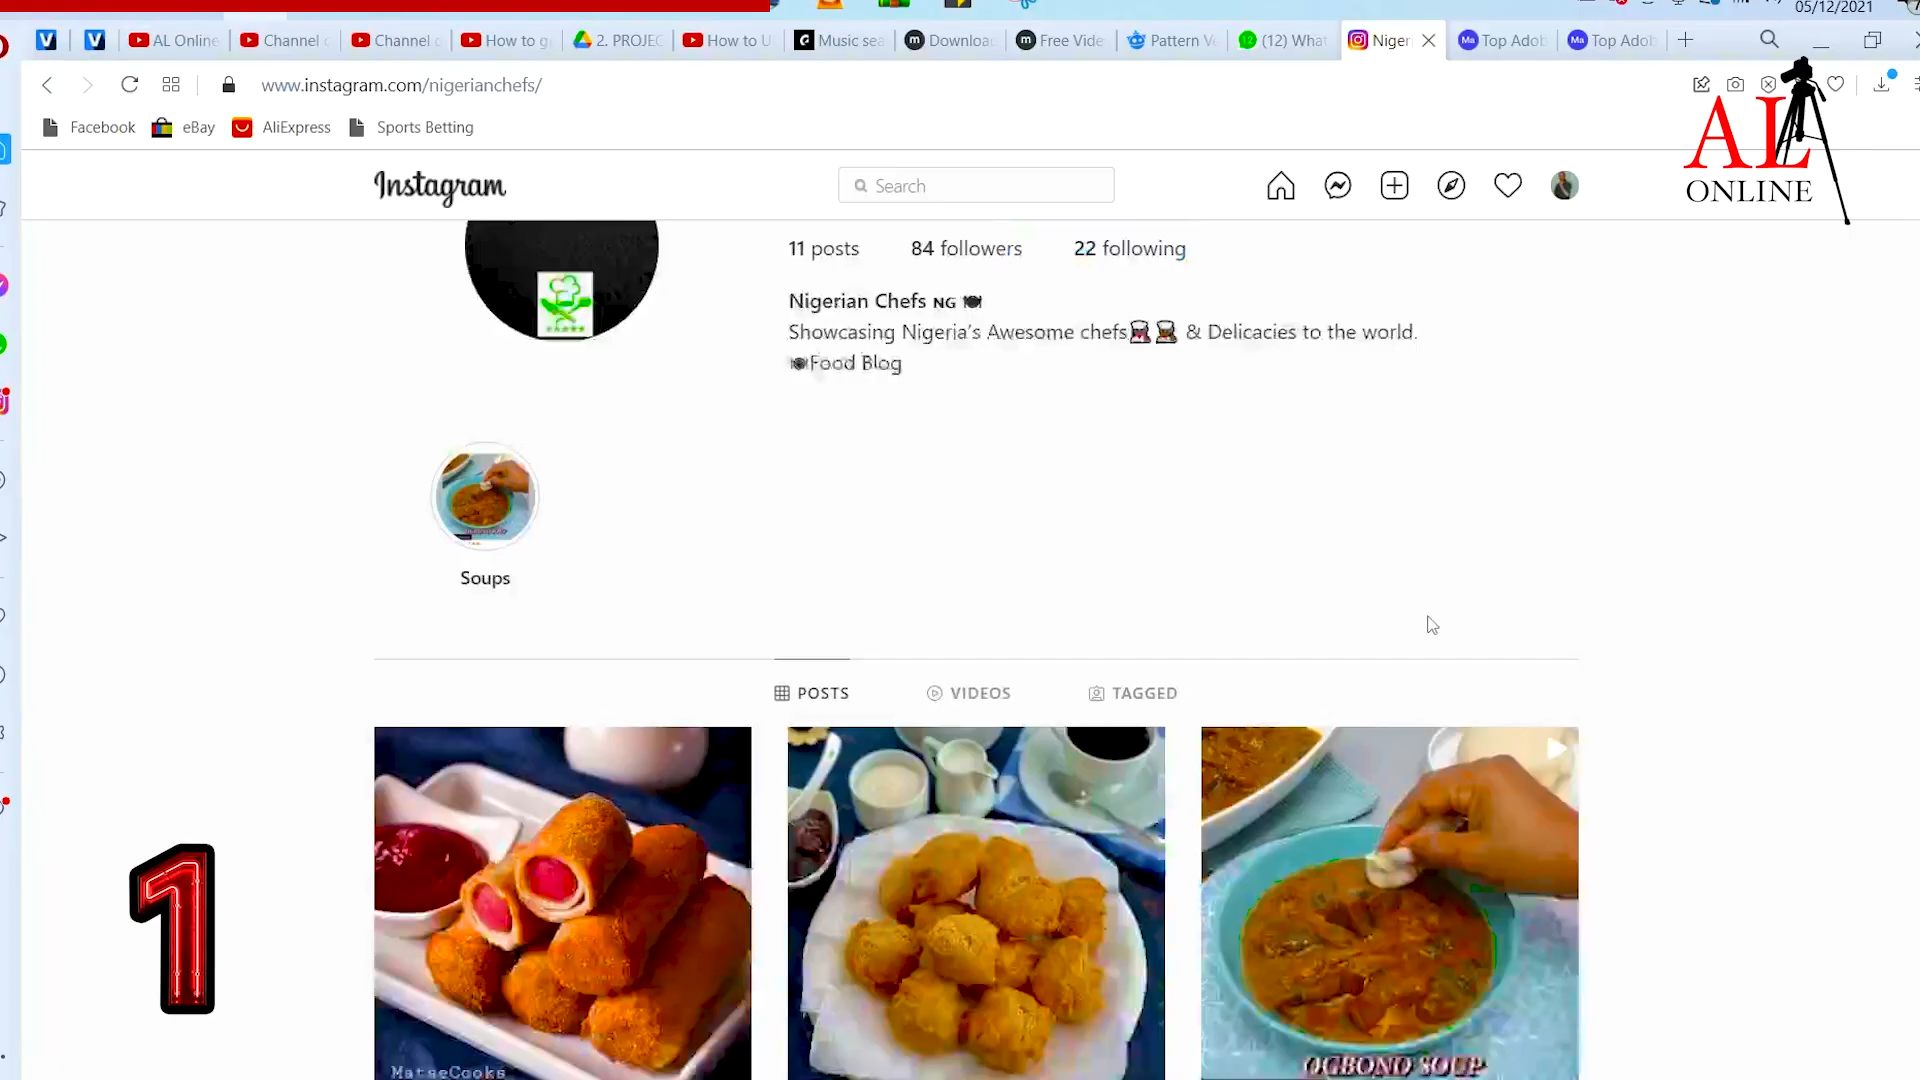 05/12/2021
AL Online
Channel
Channel
How to g
2. PROJEC
How to U
Music sea
Downloa
Free Vide
Pattern V
(12) What
Niger
Top Adob
Top Adob
www.instagram.com/nigerianchefs/
Facebook
eBay
AliExpress
Sports Betting
AL
ONLINE
Instagram
Search
11 posts
84 followers
22 following
Nigerian Chefs NG
Showcasing Nigeria's Awesome chefs & Delicacies to the world.
Food Blog
Soups
POSTS
VIDEOS
TAGGED
1
MatseCooks
OGBONO SOUP